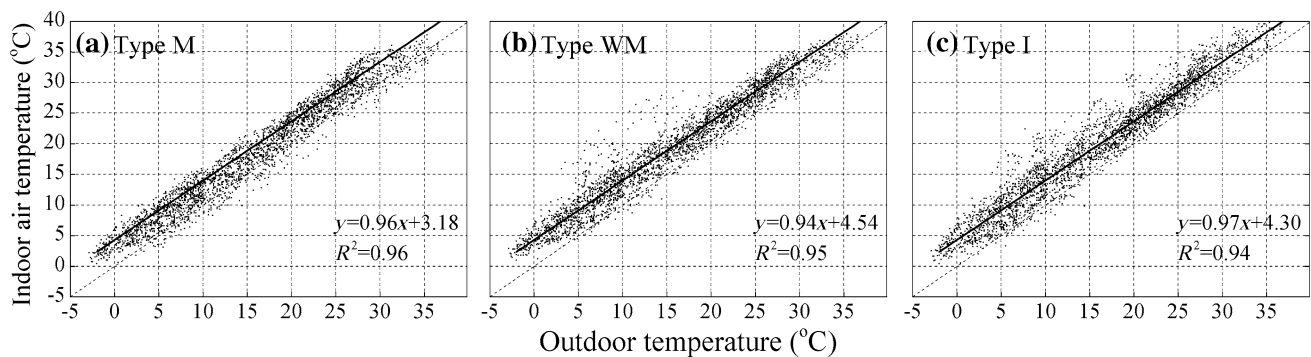 Indoor air temperature (°C)
40
35
30
25
20
15
10
5
0
-5
(a) Type M
y=0.96x+3.18
R²=0.96
-5 0 5 10 15 20 25 30 35
(b) Type WM
y=0.94x+4.54
R²=0.95
-5 0 5 10 15 20 25 30 35
(c) Type I
y=0.97x+4.30
R²=0.94
-5 0 5 10 15 20 25 30 35
Outdoor temperature (°C)